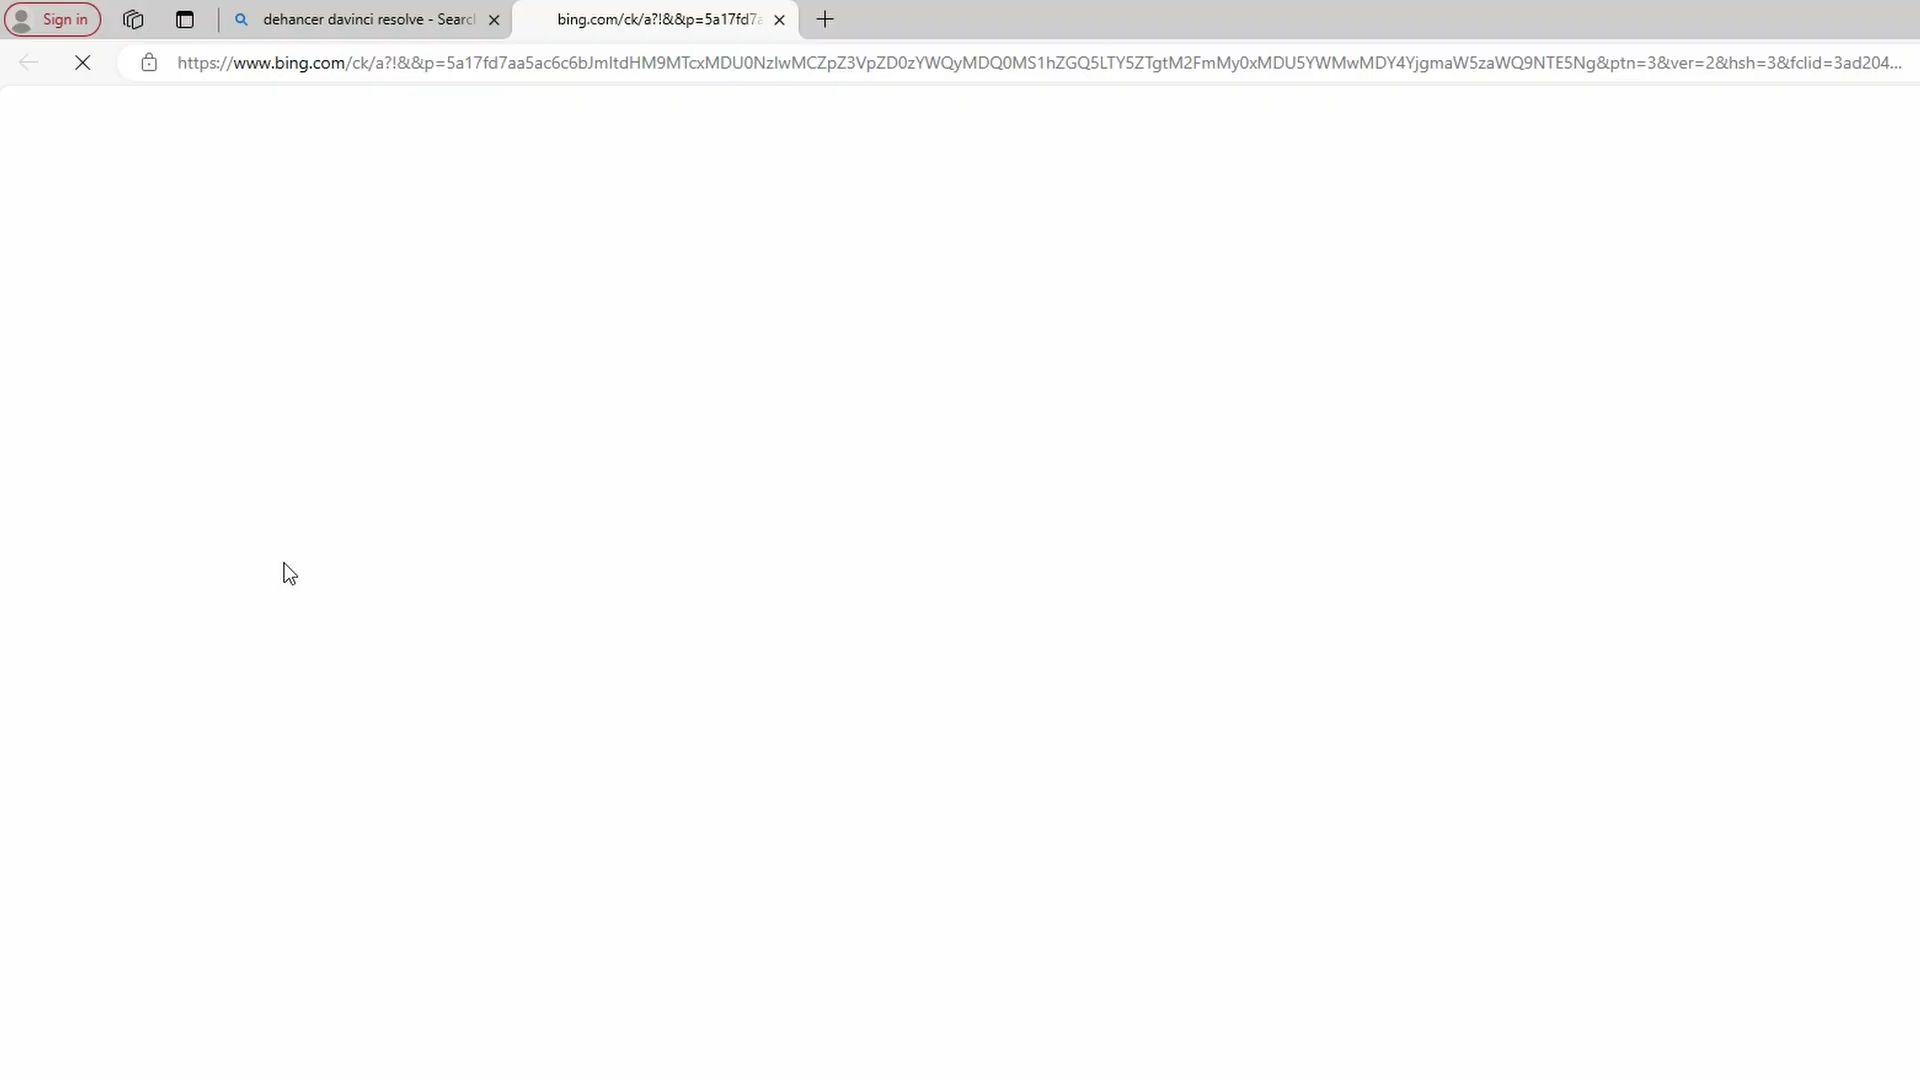 Sign in
dehancer davinci resolve - Searc
bing.com/ck/a?!&&p=5a17fd7a
https://www.bing.com/ck/a?!&&p=5a17fd7aa5ac6c6bJmltdHM9MTcxMDU0NzIwMCZpZ3VpZD0zYWQyMDQ0MS1hZGQ5LTY5ZTgtM2FmMy0xMDU5YWMwMDY4YjgmaW5zaWQ9NTE5Ng&ptn=3&ver=2&hsh=3&fclid=3ad204...